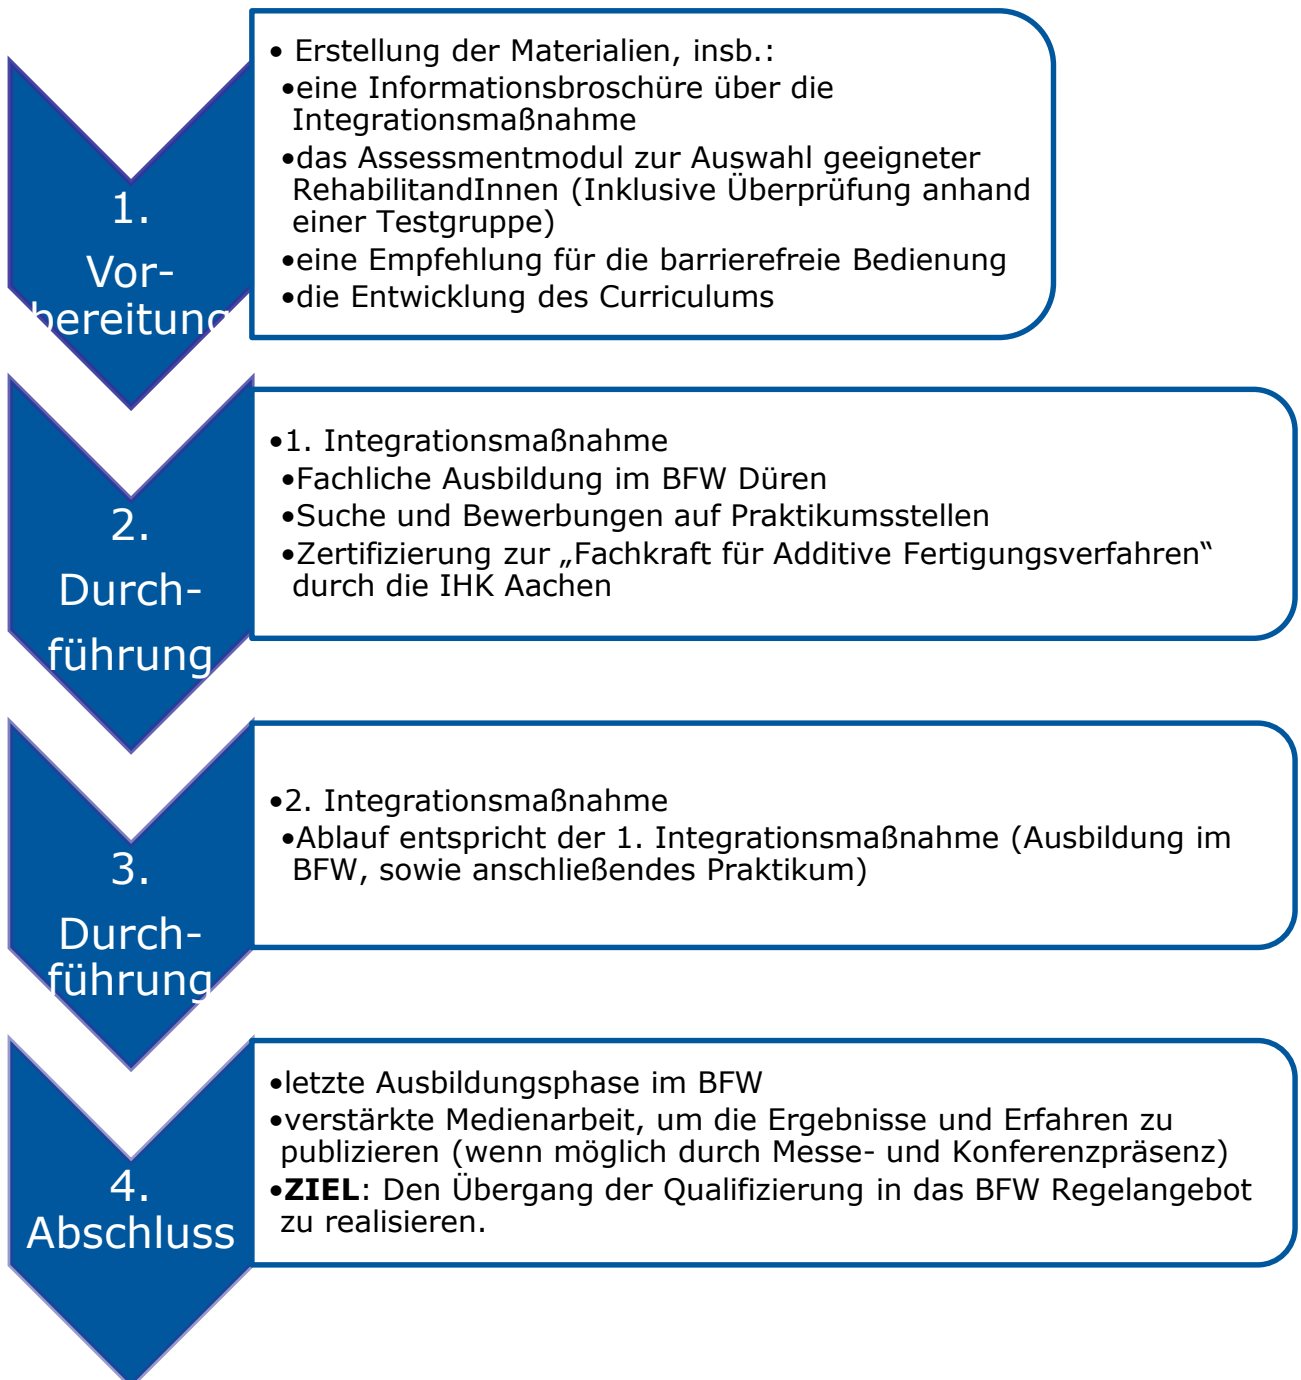 1.
Vor-
bereitung
• Erstellung der Materialien, insb.:
•eine Informationsbroschüre über die
Integrationsmaßnahme
•das Assessmentmodul zur Auswahl geeigneter
RehabilitandInnen (Inklusive Überprüfung anhand
einer Testgruppe)
•eine Empfehlung für die barrierefreie Bedienung
•die Entwicklung des Curriculums
2.
Durch-
führung
•1. Integrationsmaßnahme
•Fachliche Ausbildung im BFW Düren
•Suche und Bewerbungen auf Praktikumsstellen
•Zertifizierung zur „Fachkraft für Additive Fertigungsverfahren“
durch die IHK Aachen
3.
Durch-
führung
•2. Integrationsmaßnahme
•Ablauf entspricht der 1. Integrationsmaßnahme (Ausbildung im
BFW, sowie anschließendes Praktikum)
4.
Abschluss
•letzte Ausbildungsphase im BFW
•verstärkte Medienarbeit, um die Ergebnisse und Erfahren zu
publizieren (wenn möglich durch Messe- und Konferenzpräsenz)
•ZIEL: Den Übergang der Qualifizierung in das BFW Regelangebot
zu realisieren.